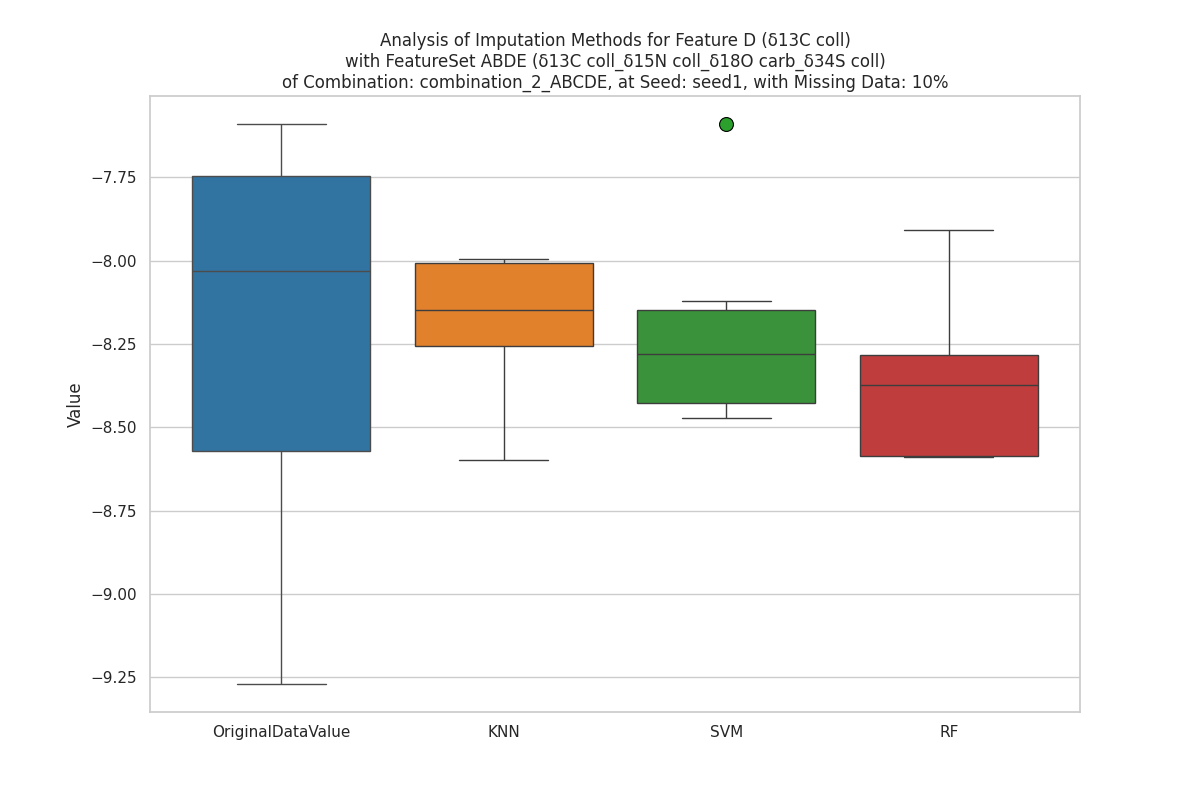 Analysis of Imputation Methods for Feature D (δ13C coll)
with FeatureSet ABDE (δ13C coll_δ15N coll_δ18O carb_δ34S coll)
of Combination: combination_2_ABCDE, at Seed: seed1, with Missing Data: 10%
Value
−7.75
−8.00
−8.25
−8.50
−8.75
−9.00
−9.25
OriginalDataValue
KNN
SVM
RF